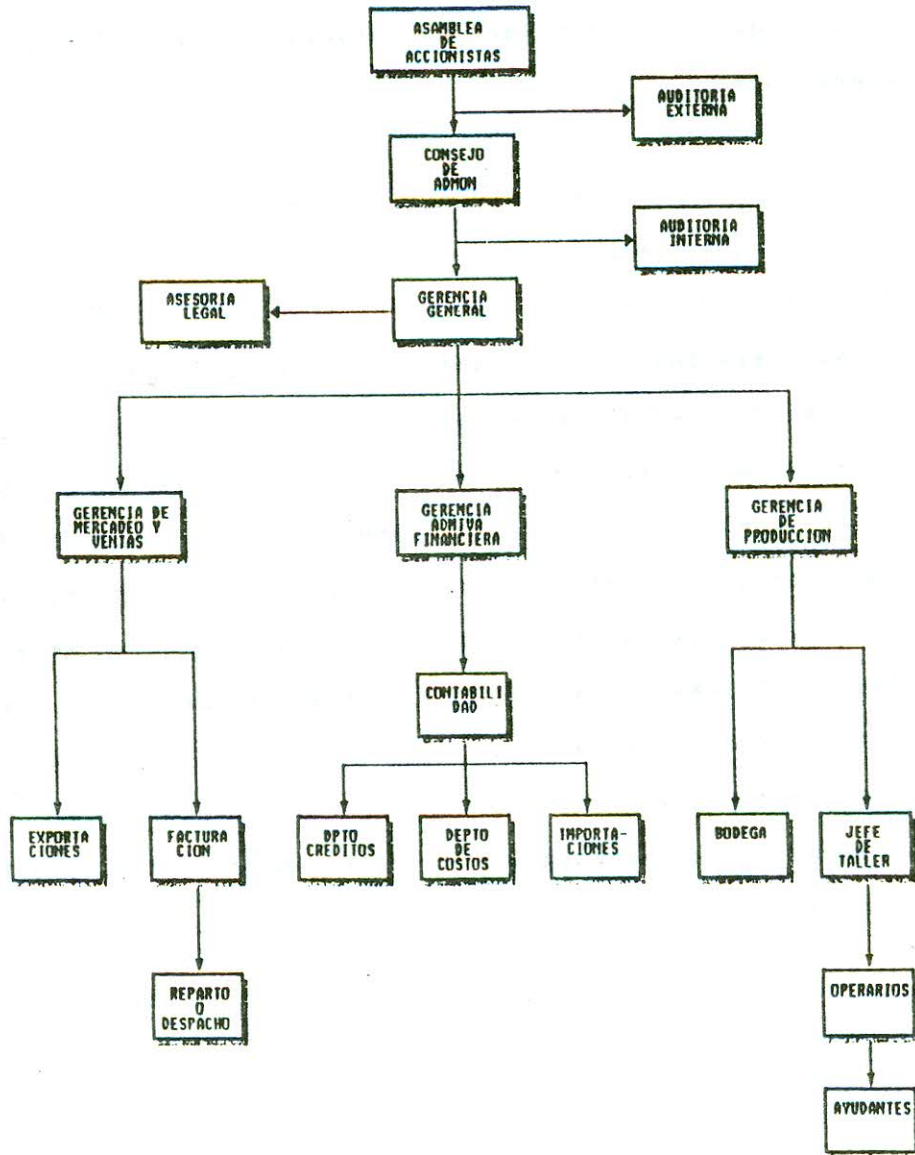 ASAMBLEA
DE
ACCIONISTAS
AUDITORIA
EXTERNA
CONSEJO
DE
ADMON
AUDITORIA
INTERNA
ASESORIA
LEGAL
GERENCIA
GENERAL
GERENCIA DE
MERCADEO Y
VENTAS
GERENCIA
ADMIVA
FINANCIERA
GERENCIA
DE
PRODUCCION
CONTABILI
DAD
EXPORTA
CIONES
FACTURA
CION
DPTO
CREDITOS
DEPTO
DE
COSTOS
IMPORTA-
CIONES
BODEGA
JEFE
DE
TALLER
REPARTO
O
DESPACHO
OPERARIOS
AYUDANTES